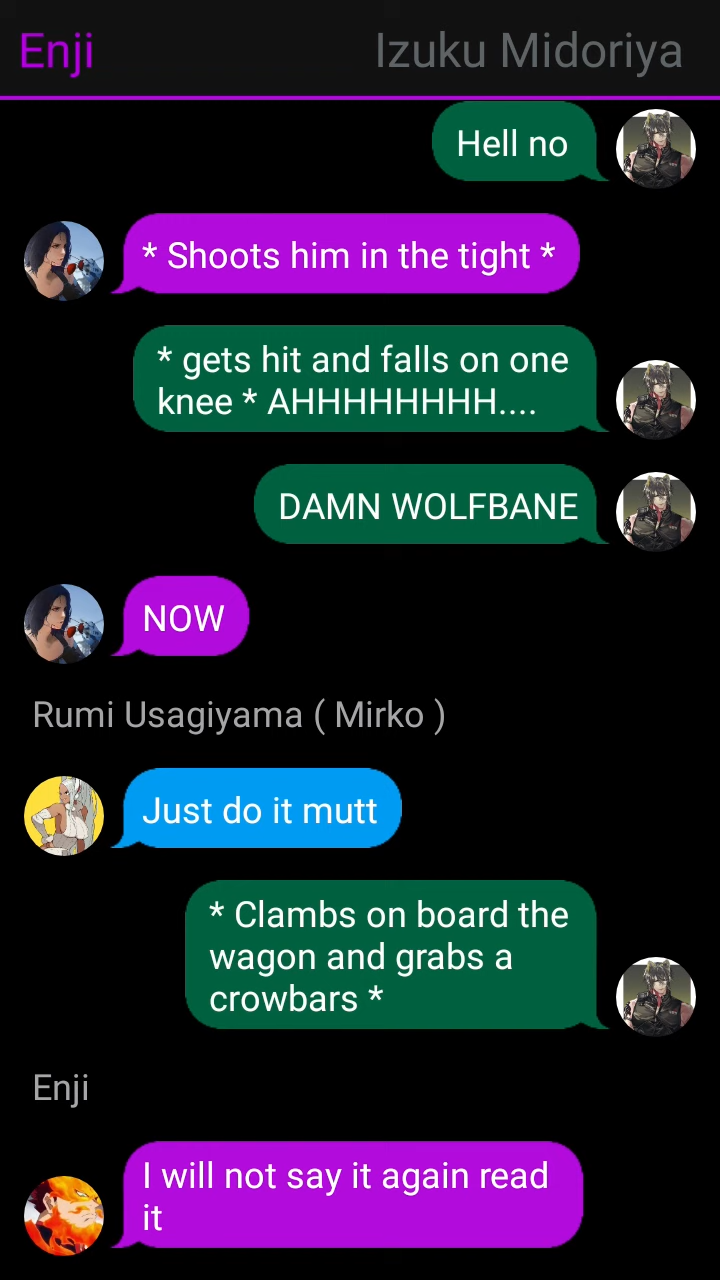 Enji
Izuku Midoriya
Hell no
* Shoots him in the tight *
* gets hit and falls on one
knee * AHHHHHHHH....
DAMN WOLFBANE
NOW
Rumi Usagiyama ( Mirko )
Just do it mutt
* Clambs on board the
wagon and grabs a
crowbars *
Enji
I will not say it again read
it